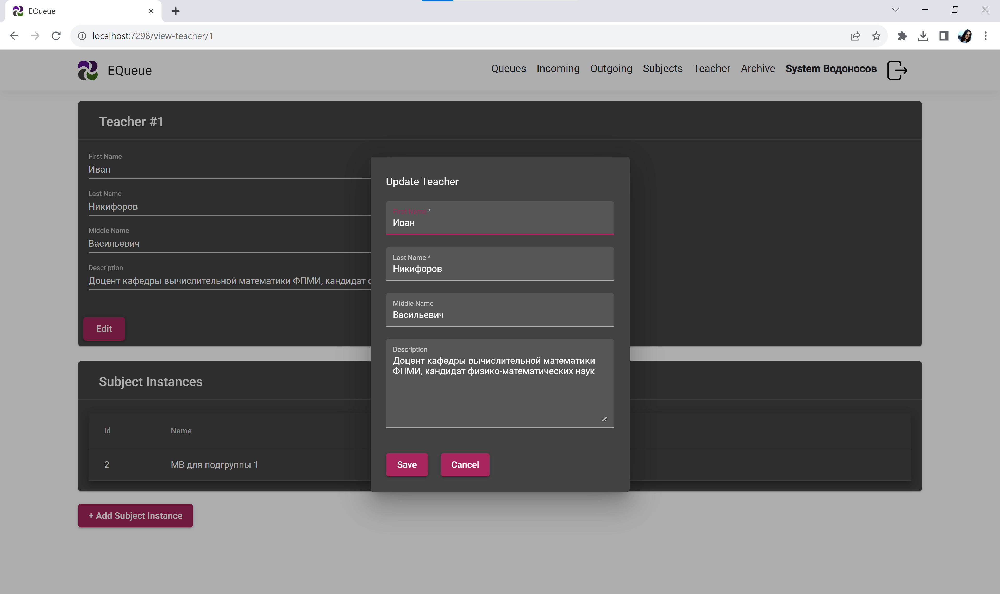 EQueue
localhost:7298/view-teacher/1
EQueue
Queues Incoming Outgoing Subjects Teacher Archive System Водоносов
Teacher #1
First Name
Иван
Last Name
Никифоров
Middle Name
Васильевич
Description
Доцент кафедры вычислительной математики ФПМИ, кандидат
Edit
Update Teacher
First Name *
Иван
Last Name *
Никифоров
Middle Name
Васильевич
Description
Доцент кафедры вычислительной математики
ФПМИ, кандидат физико-математических наук
Save Cancel
Subject Instances
Id Name
2 МВ для подгруппы 1
+ Add Subject Instance